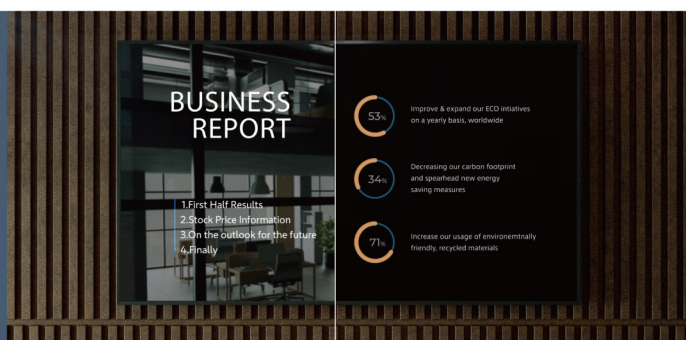 BUSINESS
REPORT
1.First Half Results
2.Stock Price Information
3.On the outlook for the future
4.Finally
53%
Improve & expand our ECO intiatives
on a yearly basis, worldwide
34%
Decreasing our carbon footprint
and spearhead new energy
saving measures
71%
Increase our usage of environemtnally
friendly, recycled materials